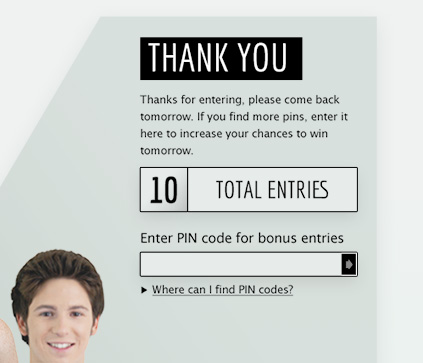 THANK YOU
Thanks for entering, please come back
tomorrow. If you find more pins, enter it
here to increase your chances to win
tomorrow.
10 TOTAL ENTRIES
Enter PIN code for bonus entries
Where can I find PIN codes?